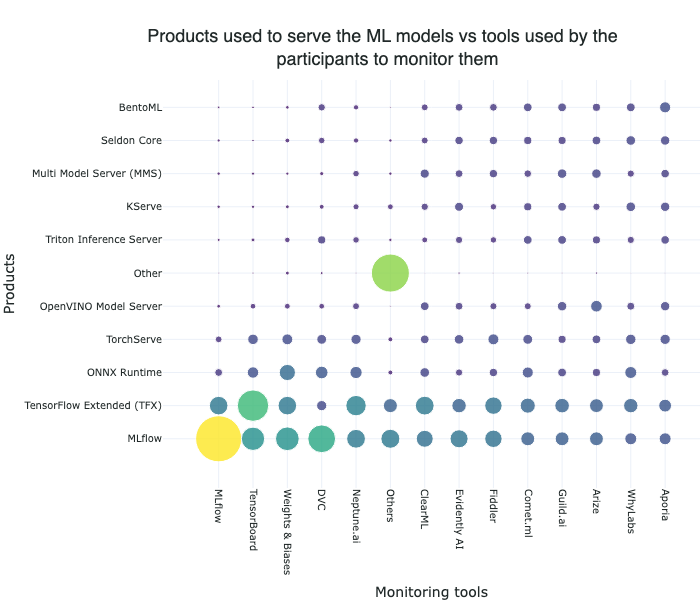 Products used to serve the ML models vs tools used by the
participants to monitor them
Products
BentoML
Seldon Core
Multi Model Server (MMS)
KServe
Triton Inference Server
Other
OpenVINO Model Server
TorchServe
ONNX Runtime
TensorFlow Extended (TFX)
MLflow
MLflow
TensorBoard
Weights & Biases
DVC
Neptune.ai
Others
ClearML
Evidently AI
Fiddler
Comet.ml
Guild.ai
Arize
WhyLabs
Aporia
Monitoring tools